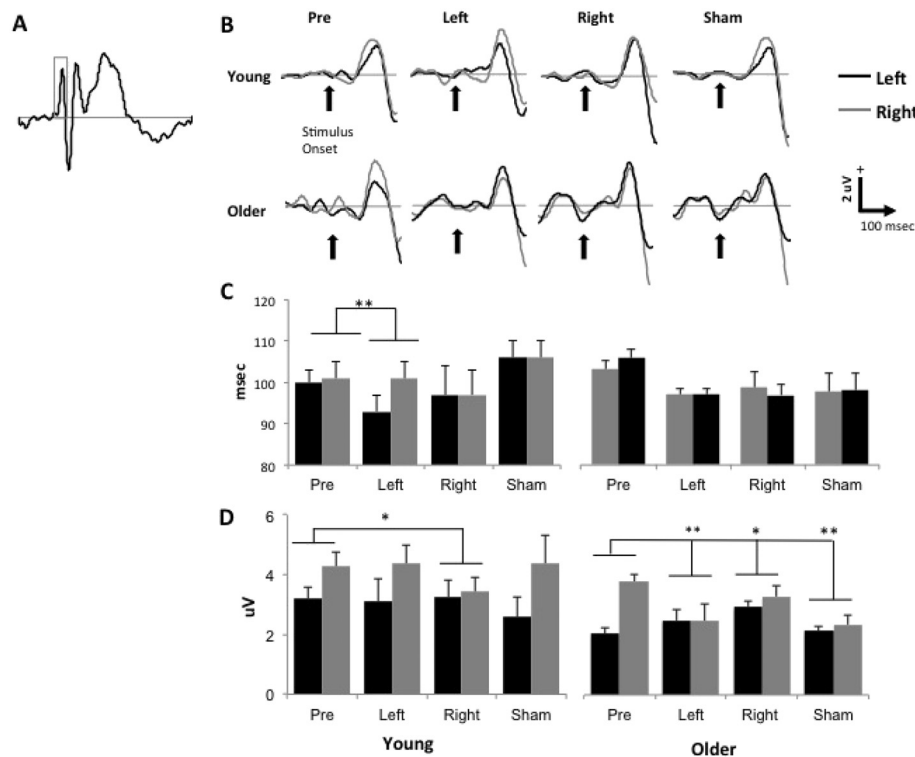 A
B
Pre Left Right Sham
Young
Left
Right
Stimulus
Onset
Older
+
2 uV
100 msec
C
120
110
100
90
80
msec
**
Pre Left Right Sham
Pre Left Right Sham
D
6
4
2
0
uV
*
** * **
Pre Left Right Sham
Pre Left Right Sham
Young Older